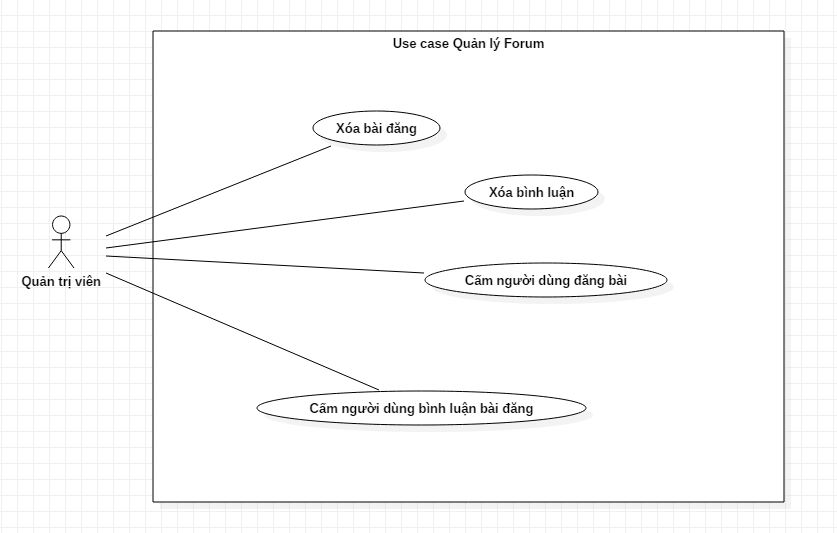 Use case Quản lý Forum
Xóa bài đăng
Xóa bình luận
Quản trị viên
Cấm người dùng đăng bài
Cấm người dùng bình luận bài đăng